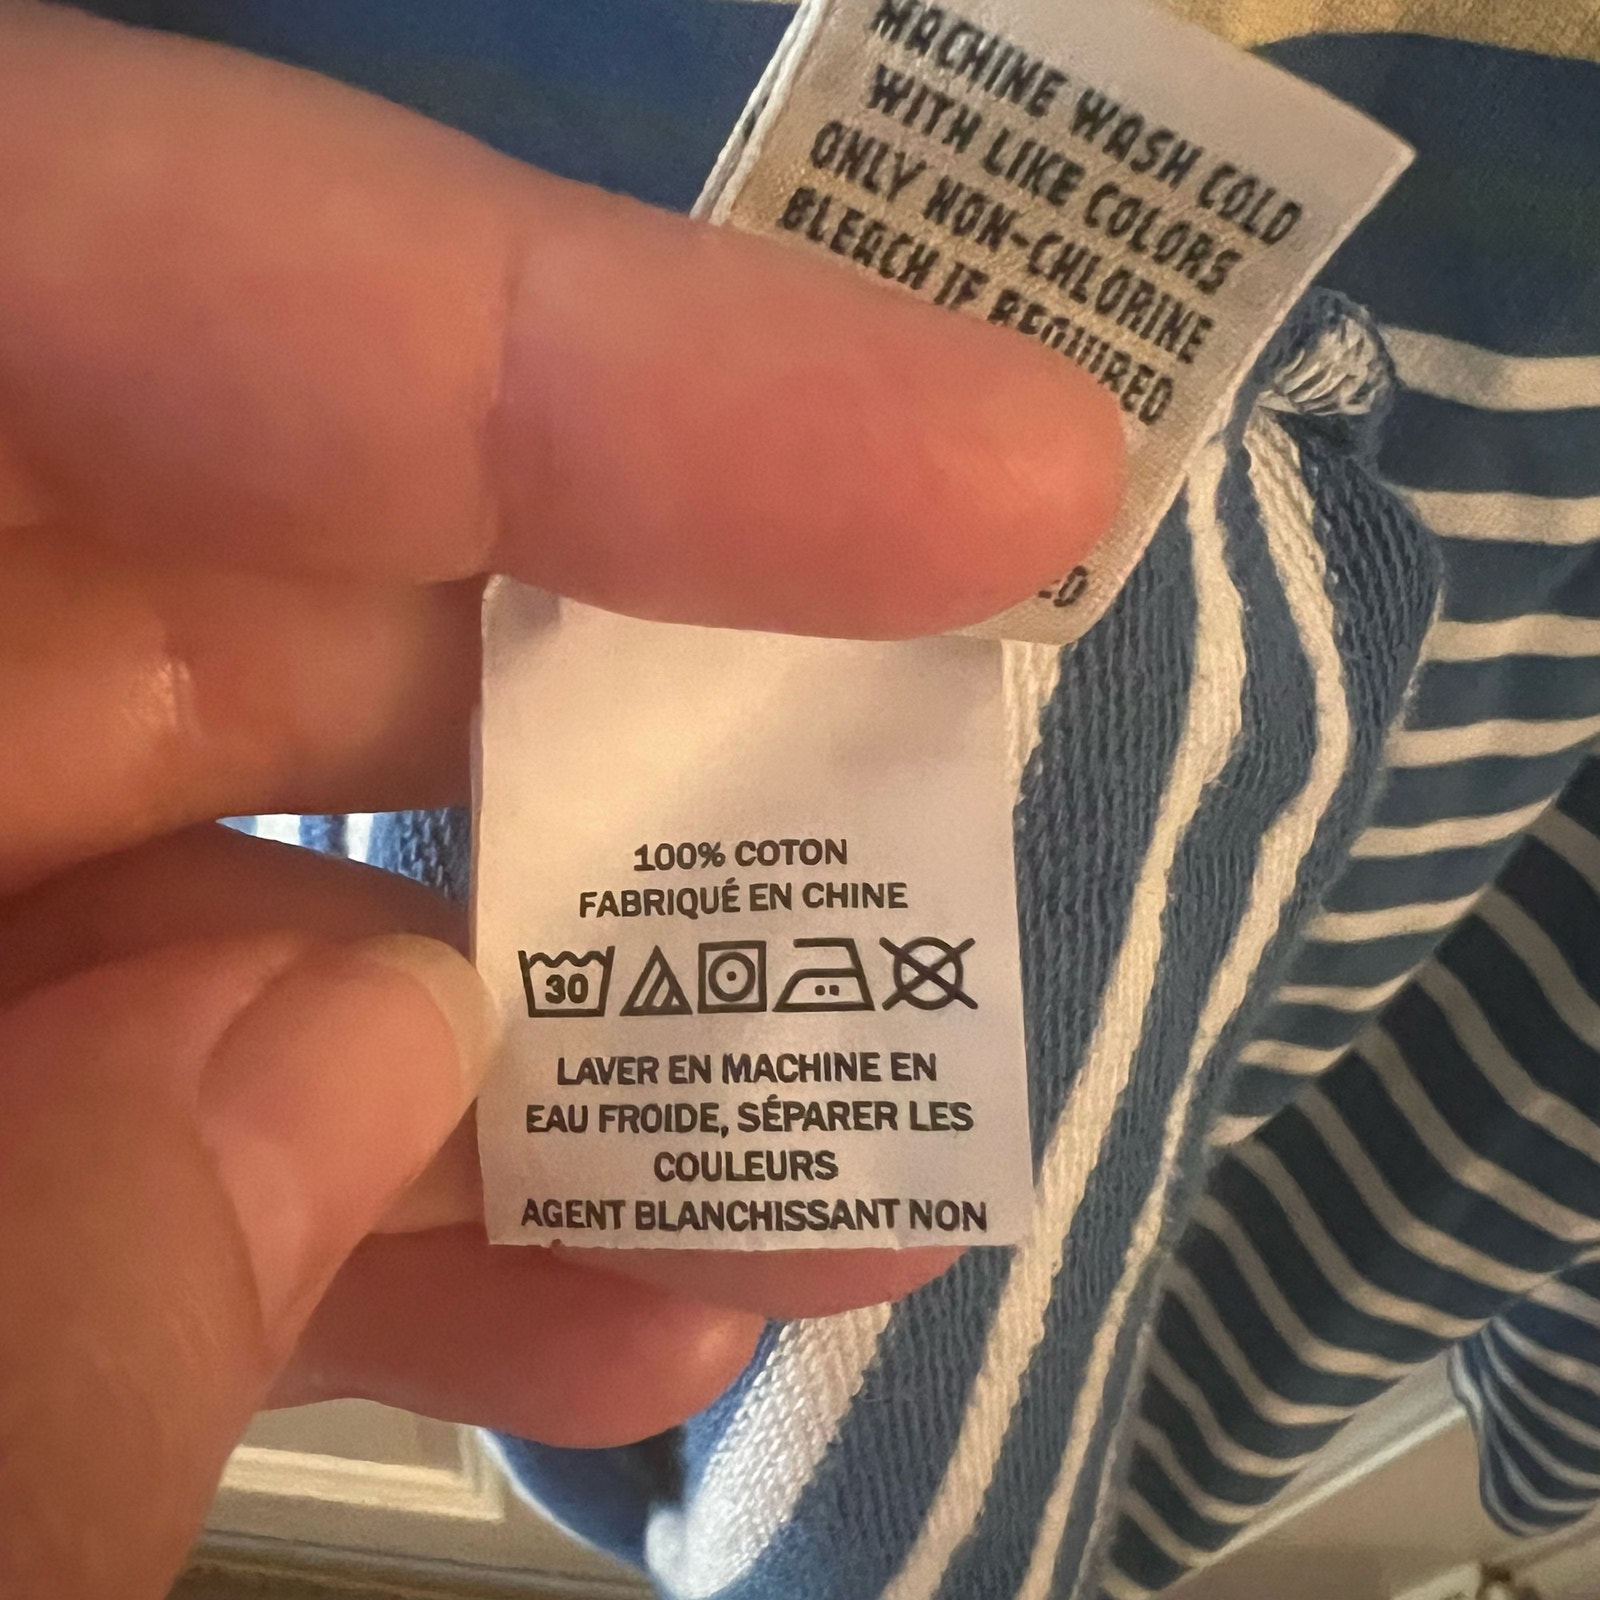 MACHINE WASH COLD
WITH LIKE COLORS
ONLY NON-CHLORINE
BLEACH IF REQUIRED
100% COTON
FABRIQUÉ EN CHINE
30
LAVER EN MACHINE EN
EAU FROIDE, SÉPARER LES
COULEURS
AGENT BLANCHISSANT NON